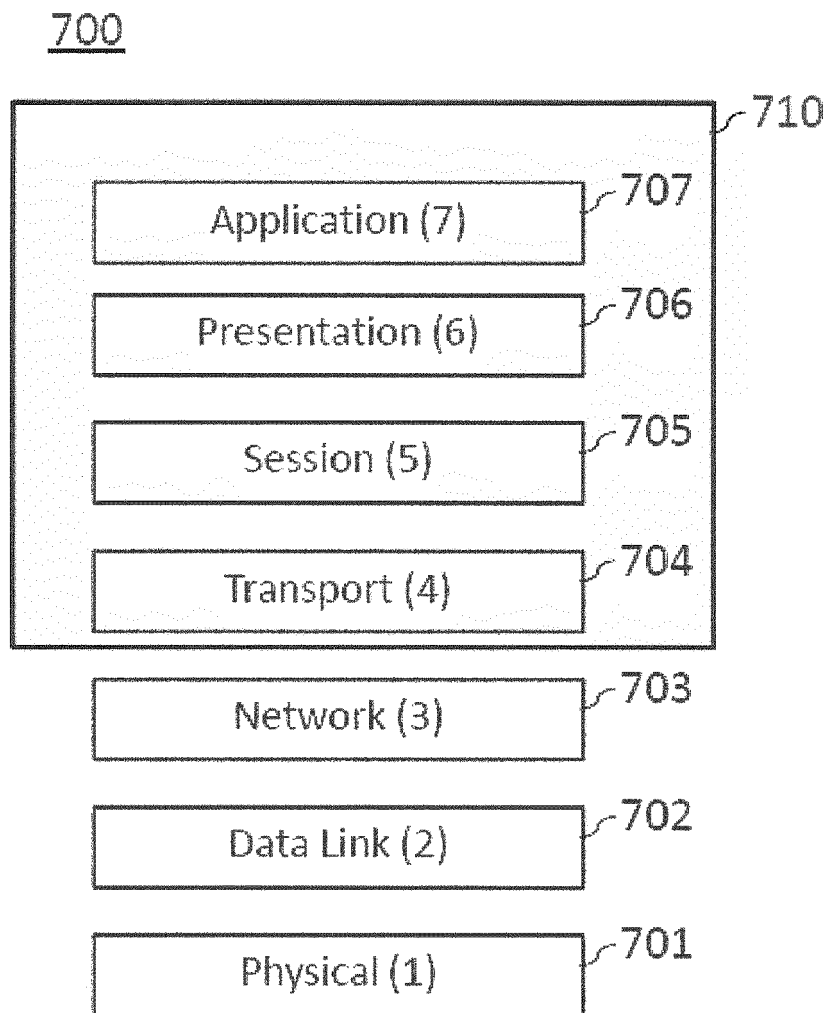 700
710
Application (7) 707
Presentation (6) 706
Session (5) 705
Transport (4) 704
Network (3) 703
Data Link (2) 702
Physical (1) 701